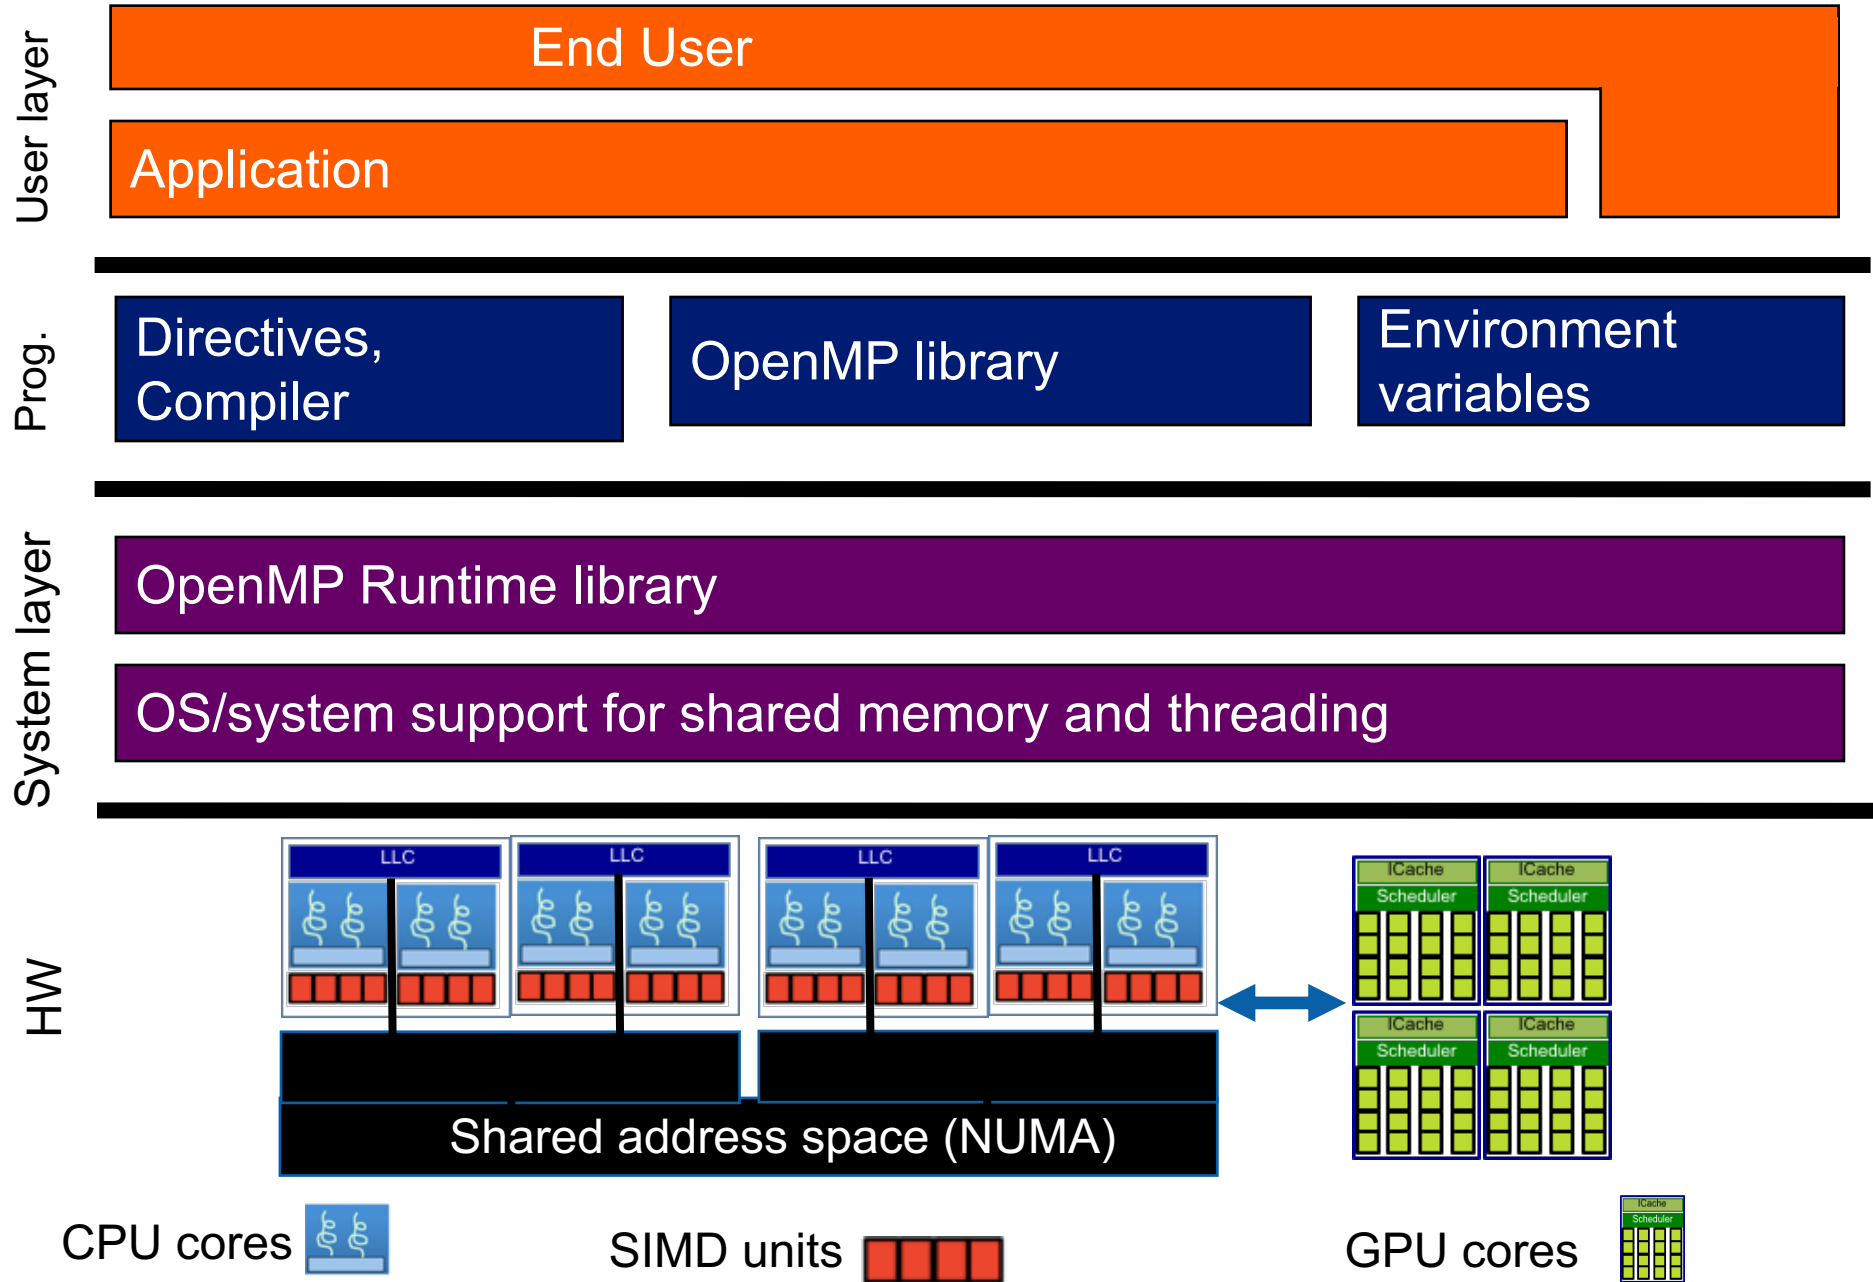 User layer
End User
Application
Prog.
Directives,
Compiler
OpenMP library
Environment
variables
System layer
OpenMP Runtime library
OS/system support for shared memory and threading
HW
LLC
LLC
LLC
LLC
ICache
Scheduler
ICache
Scheduler
ICache
Scheduler
ICache
Scheduler
Shared address space (NUMA)
CPU cores
SIMD units
GPU cores
ICache
Scheduler